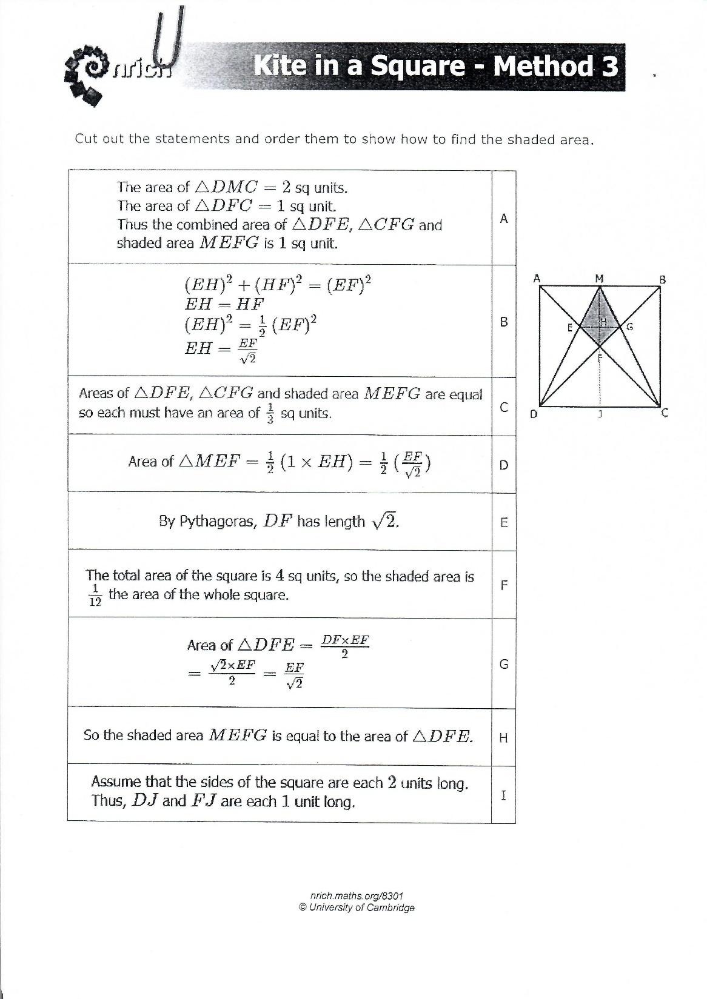 nrich
Kite in a Square - Method 3
Cut out the statements and order them to show how to find the shaded area.
The area of △DMC = 2 sq units.
The area of △DFC = 1 sq unit.
Thus the combined area of △DFE, △CFG and
shaded area MEFG is 1 sq unit.
A
(EH)² + (HF)² = (EF)²
EH = HF
(EH)² = 1/2 (EF)²
EH = EF/√2
B
Areas of △DFE, △CFG and shaded area MEFG are equal
so each must have an area of 1/3 sq units.
C
Area of △MEF = 1/2 (1 × EH) = 1/2 (EF/√2)
D
By Pythagoras, DF has length √2.
E
The total area of the square is 4 sq units, so the shaded area is
1/12 the area of the whole square.
F
Area of △DFE = DF×EF/2
= √2×EF/2 = EF/√2
G
So the shaded area MEFG is equal to the area of △DFE.
H
Assume that the sides of the square are each 2 units long.
Thus, DJ and FJ are each 1 unit long.
I
A M B
E H G
F
D J C
nrich.maths.org/8301
© University of Cambridge